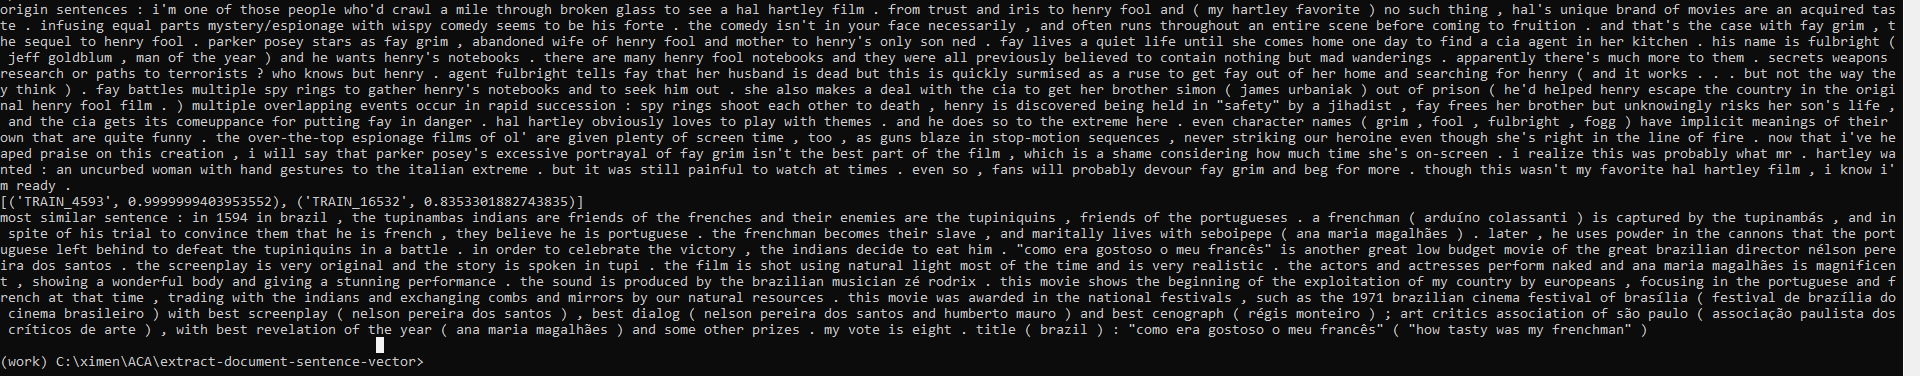 origin sentences : i'm one of those people who'd crawl a mile through broken glass to see a hal hartley film . from trust and iris to henry fool and ( my hartley favorite ) no such thing , hal's unique brand of movies are an acquired tas
te . infusing equal parts mystery/espionage with wispy comedy seems to be his forte . the comedy isn't in your face necessarily , and often runs throughout an entire scene before coming to fruition . and that's the case with fay grim , t
he sequel to henry fool . parker posey stars as fay grim , abandoned wife of henry fool and mother to henry's only son ned . fay lives a quiet life until she comes home one day to find a cia agent in her kitchen . his name is fulbright (
 jeff goldblum , man of the year ) and he wants henry's notebooks . there are many henry fool notebooks and they were all previously believed to contain nothing but mad wanderings . apparently there's much more to them . secrets weapons
research or paths to terrorists ? who knows but henry . agent fulbright tells fay that her husband is dead but this is quickly surmised as a ruse to get fay out of her home and searching for henry ( and it works . . . but not the way the
y think ) . fay battles multiple spy rings to gather henry's notebooks and to seek him out . she also makes a deal with the cia to get her brother simon ( james urbaniak ) out of prison ( he'd helped henry escape the country in the origi
nal henry fool film . ) multiple overlapping events occur in rapid succession : spy rings shoot each other to death , henry is discovered being held in "safety" by a jihadist , fay frees her brother but unknowingly risks her son's life ,
 and the cia gets its comeuppance for putting fay in danger . hal hartley obviously loves to play with themes . and he does so to the extreme here . even character names ( grim , fool , fulbright , fogg ) have implicit meanings of their
own that are quite funny . the over-the-top espionage films of ol' are given plenty of screen time , too , as guns blaze in stop-motion sequences , never striking our heroine even though she's right in the line of fire . now that i've he
aped praise on this creation , i will say that parker posey's excessive portrayal of fay grim isn't the best part of the film , which is a shame considering how much time she's on-screen . i realize this was probably what mr . hartley wa
nted : an uncurbed woman with hand gestures to the italian extreme . but it was still painful to watch at times . even so , fans will probably devour fay grim and beg for more . though this wasn't my favorite hal hartley film , i know i'
m ready .
[('TRAIN_4593', 0.9999999403953552), ('TRAIN_16532', 0.8353301882743835)]
most similar sentence : in 1594 in brazil , the tupinambas indians are friends of the frenches and their enemies are the tupiniquins , friends of the portugueses . a frenchman ( arduíno colassanti ) is captured by the tupinambás , and in
 spite of his trial to convince them that he is french , they believe he is portuguese . the frenchman becomes their slave , and maritally lives with seboipepe ( ana maria magalhães ) . later , he uses powder in the cannons that the port
uguese left behind to defeat the tupiniquins in a battle . in order to celebrate the victory , the indians decide to eat him . "como era gostoso o meu francês" is another great low budget movie of the great brazilian director nélson pere
ira dos santos . the screenplay is very original and the story is spoken in tupi . the film is shot using natural light most of the time and is very realistic . the actors and actresses perform naked and ana maria magalhães is magnificen
t , showing a wonderful body and giving a stunning performance . the sound is produced by the brazilian musician zé rodrix . this movie shows the beginning of the exploitation of my country by europeans , focusing in the portuguese and f
rench at that time , trading with the indians and exchanging combs and mirrors by our natural resources . this movie was awarded in the national festivals , such as the 1971 brazilian cinema festival of brasília ( festival de brazília do
 cinema brasileiro ) with best screenplay ( nelson pereira dos santos ) , best dialog ( nelson pereira dos santos and humberto mauro ) and best cenograph ( régis monteiro ) ; art critics association of são paulo ( associação paulista dos
 críticos de arte ) , with best revelation of the year ( ana maria magalhães ) and some other prizes . my vote is eight . title ( brazil ) : "como era gostoso o meu francês" ( "how tasty was my frenchman" )
(work) C:\ximen\ACA\extract-document-sentence-vector>